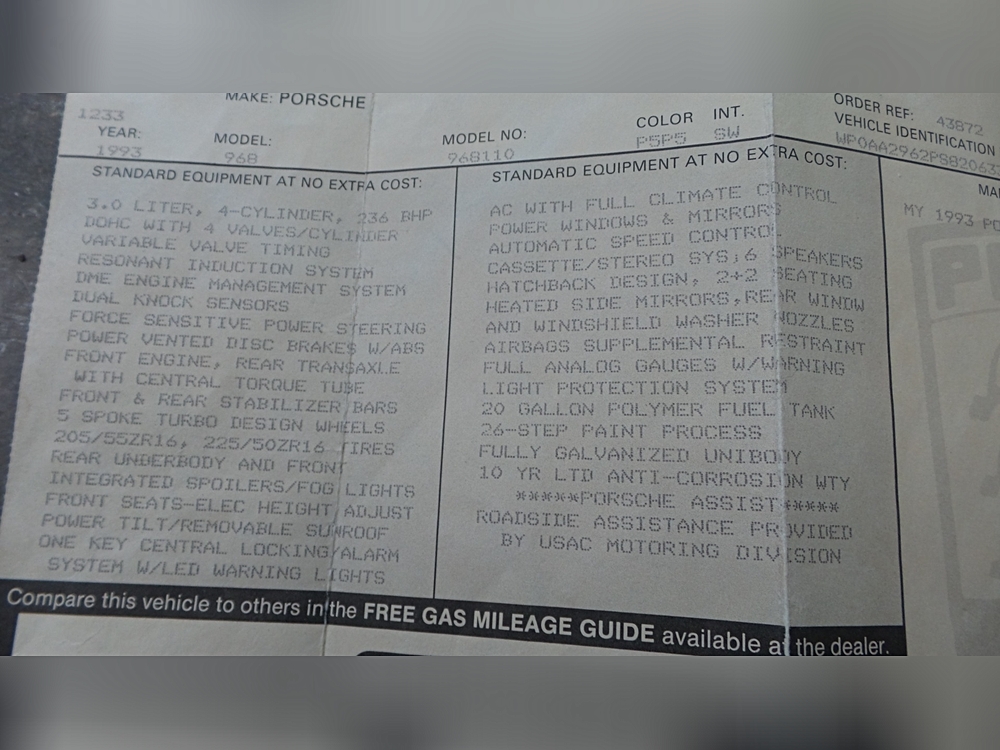 MAKE: PORSCHE
1233
YEAR:
1993
MODEL:
968
MODEL NO:
968110
COLOR INT.
P5P5 SW
ORDER REF: 43872
VEHICLE IDENTIFICATION
STANDARD EQUIPMENT AT NO EXTRA COST:
3.0 LITER, 4-CYLINDER, 236 BHP
DOHC WITH 4 VALVES/CYLINDER
VARIABLE VALVE TIMING
RESONANT INDUCTION SYSTEM
DME ENGINE MANAGEMENT SYSTEM
DUAL KNOCK SENSORS
FORCE SENSITIVE POWER STEERING
POWER VENTED DISC BRAKES W/ABS
FRONT ENGINE, REAR TRANSAXLE
WITH CENTRAL TORQUE TUBE
FRONT & REAR STABILIZER BARS
5 SPOKE TURBO DESIGN WHEELS
205/55ZR16, 225/50ZR16 TIRES
REAR UNDERBODY AND FRONT
INTEGRATED SPOILERS/FOG LIGHTS
FRONT SEATS-ELEC HEIGHT ADJUST
POWER TILT/REMOVABLE SUNROOF
ONE KEY CENTRAL LOCKING/ALARM
SYSTEM W/LED WARNING LIGHTS
STANDARD EQUIPMENT AT NO EXTRA COST:
AC WITH FULL CLIMATE CONTROL
POWER WINDOWS & MIRRORS
AUTOMATIC SPEED CONTROL
CASSETTE/STEREO SYS;6 SPEAKERS
HATCHBACK DESIGN, 2+2 SEATING
HEATED SIDE MIRRORS,REAR WINDW
AND WINDSHIELD WASHER NOZZLES
AIRBAGS SUPPLEMENTAL RESTRAINT
FULL ANALOG GAUGES W/WARNING
LIGHT PROTECTION SYSTEM
20 GALLON POLYMER FUEL TANK
26-STEP PAINT PROCESS
FULLY GALVANIZED UNIBODY
10 YR LTD ANTI-CORROSION WTY
*****PORSCHE ASSIST*****
ROADSIDE ASSISTANCE PROVIDED
BY USAC MOTORING DIVISION
MY 1993 PO
Compare this vehicle to others in the FREE GAS MILEAGE GUIDE available at the dealer.